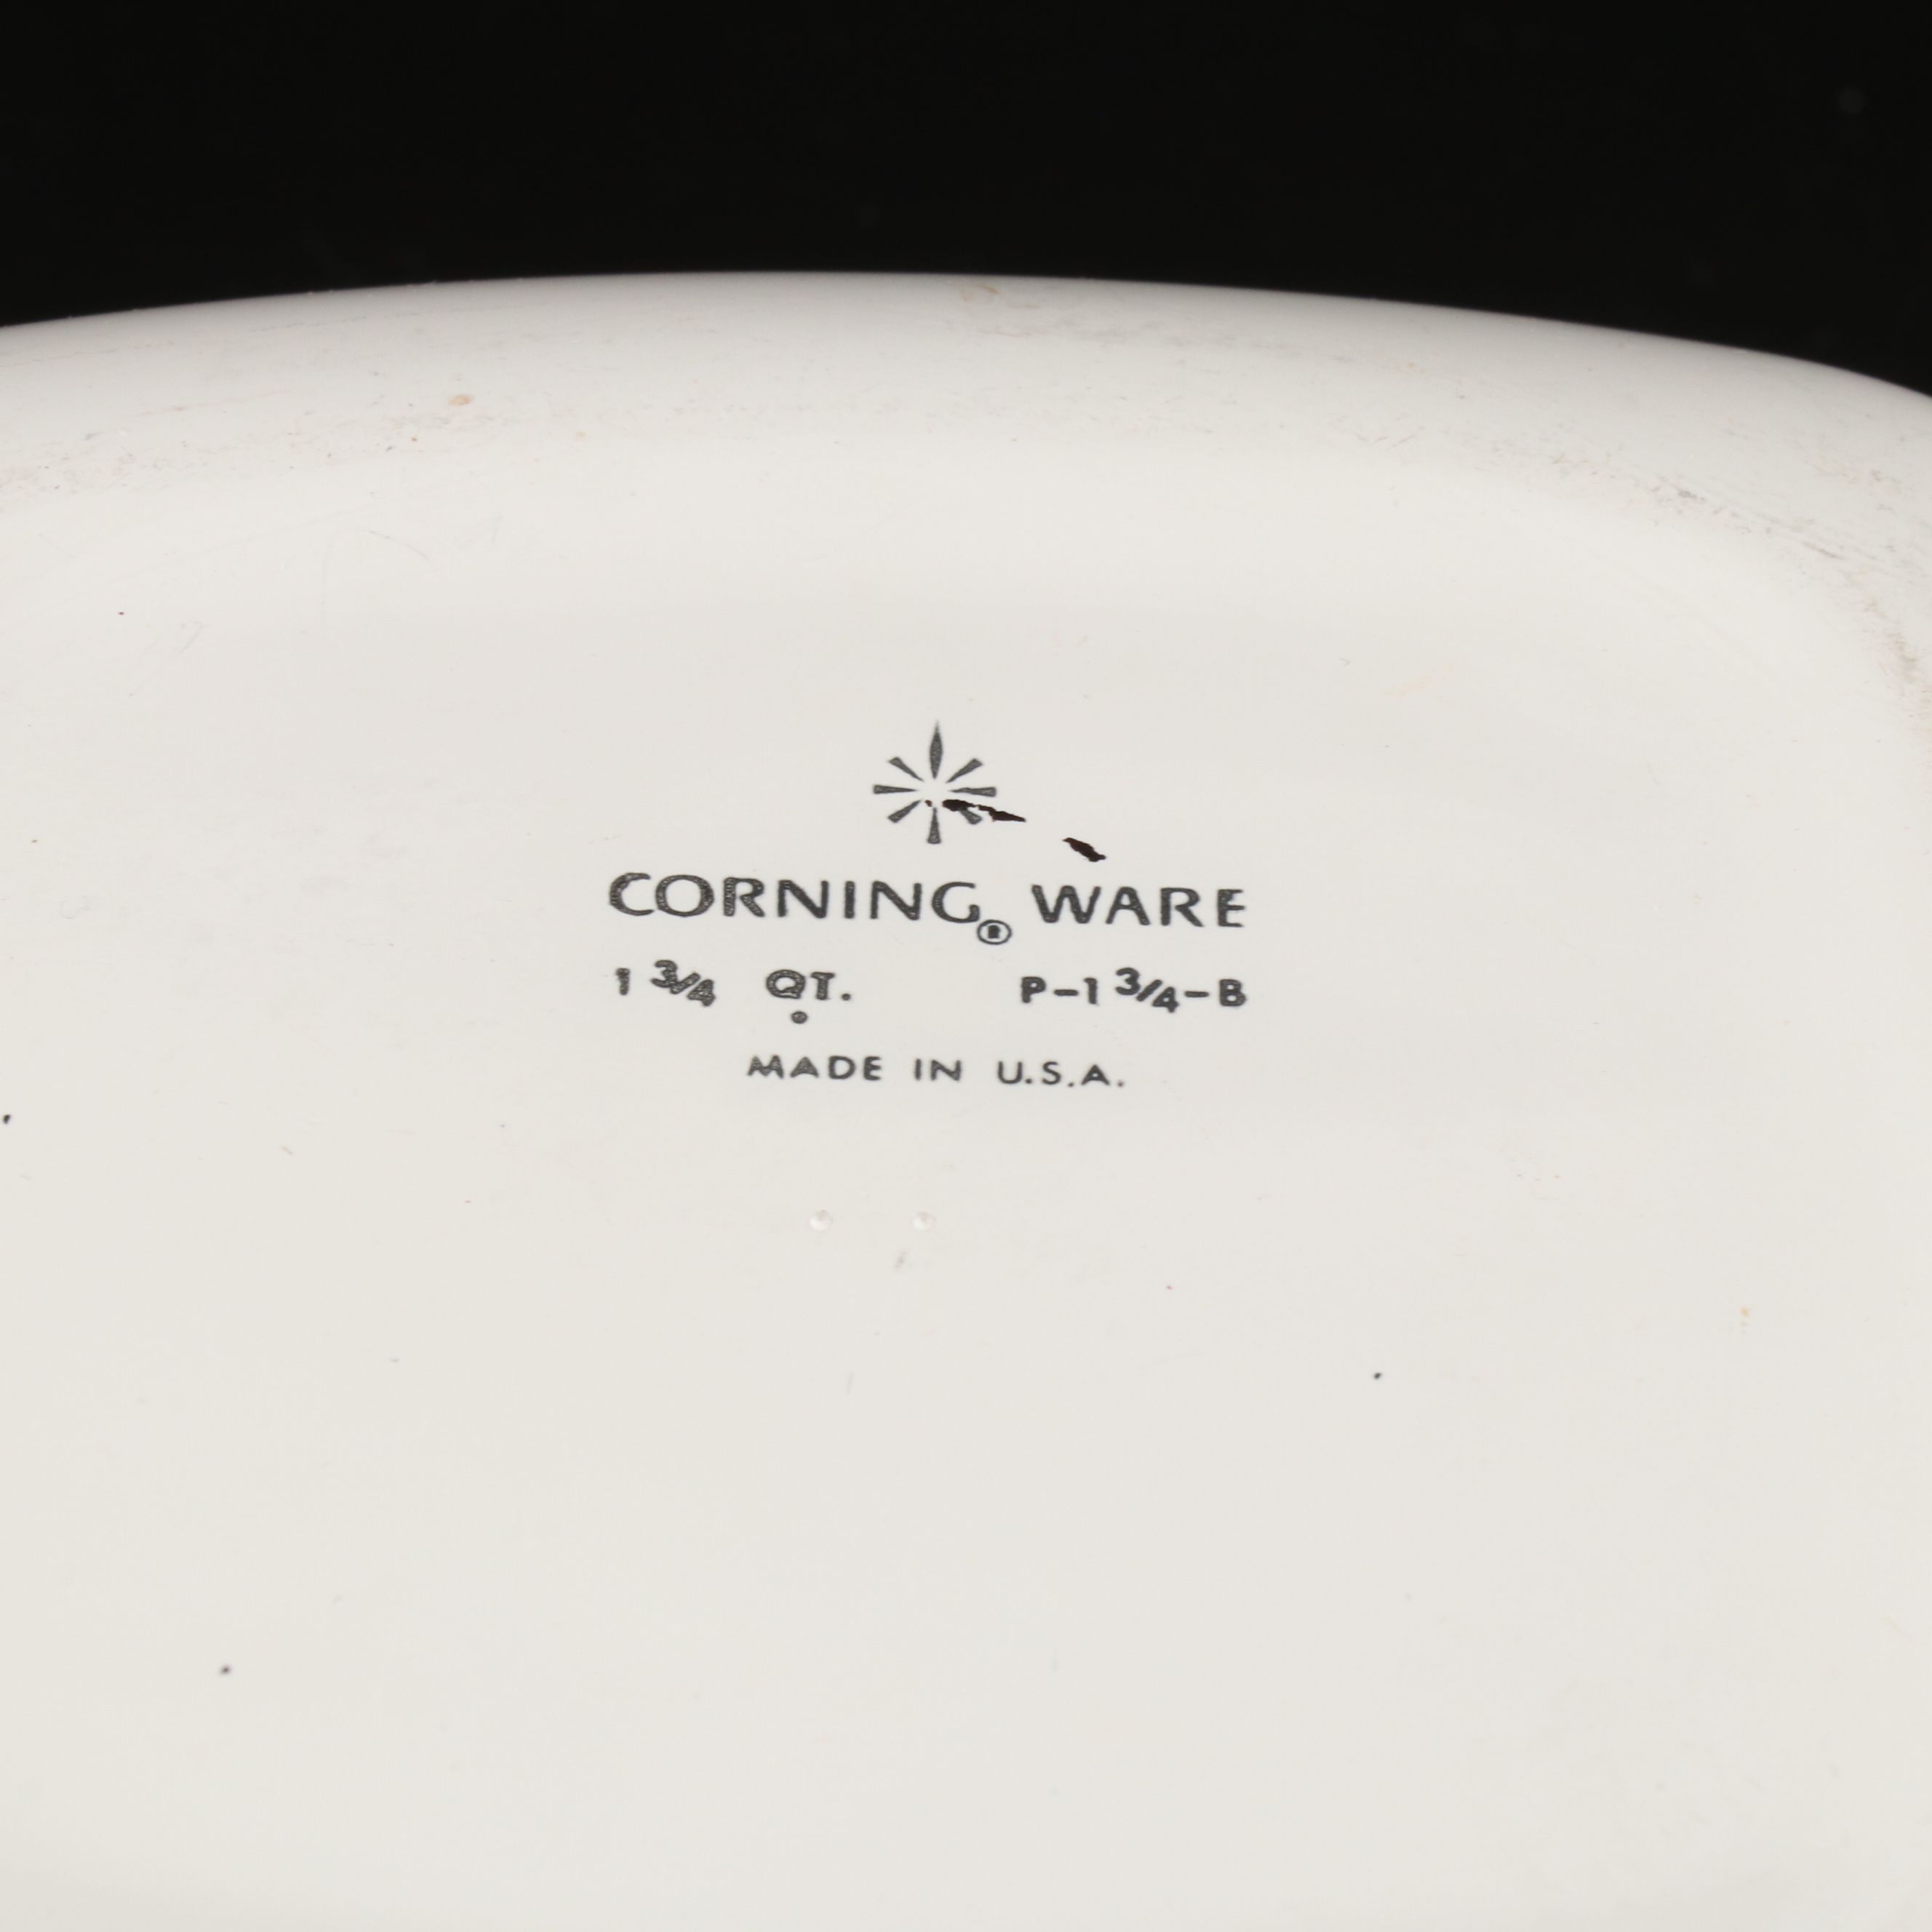 CORNING® WARE
1 3/4 QT. P-1 3/4-B
MADE IN U.S.A.